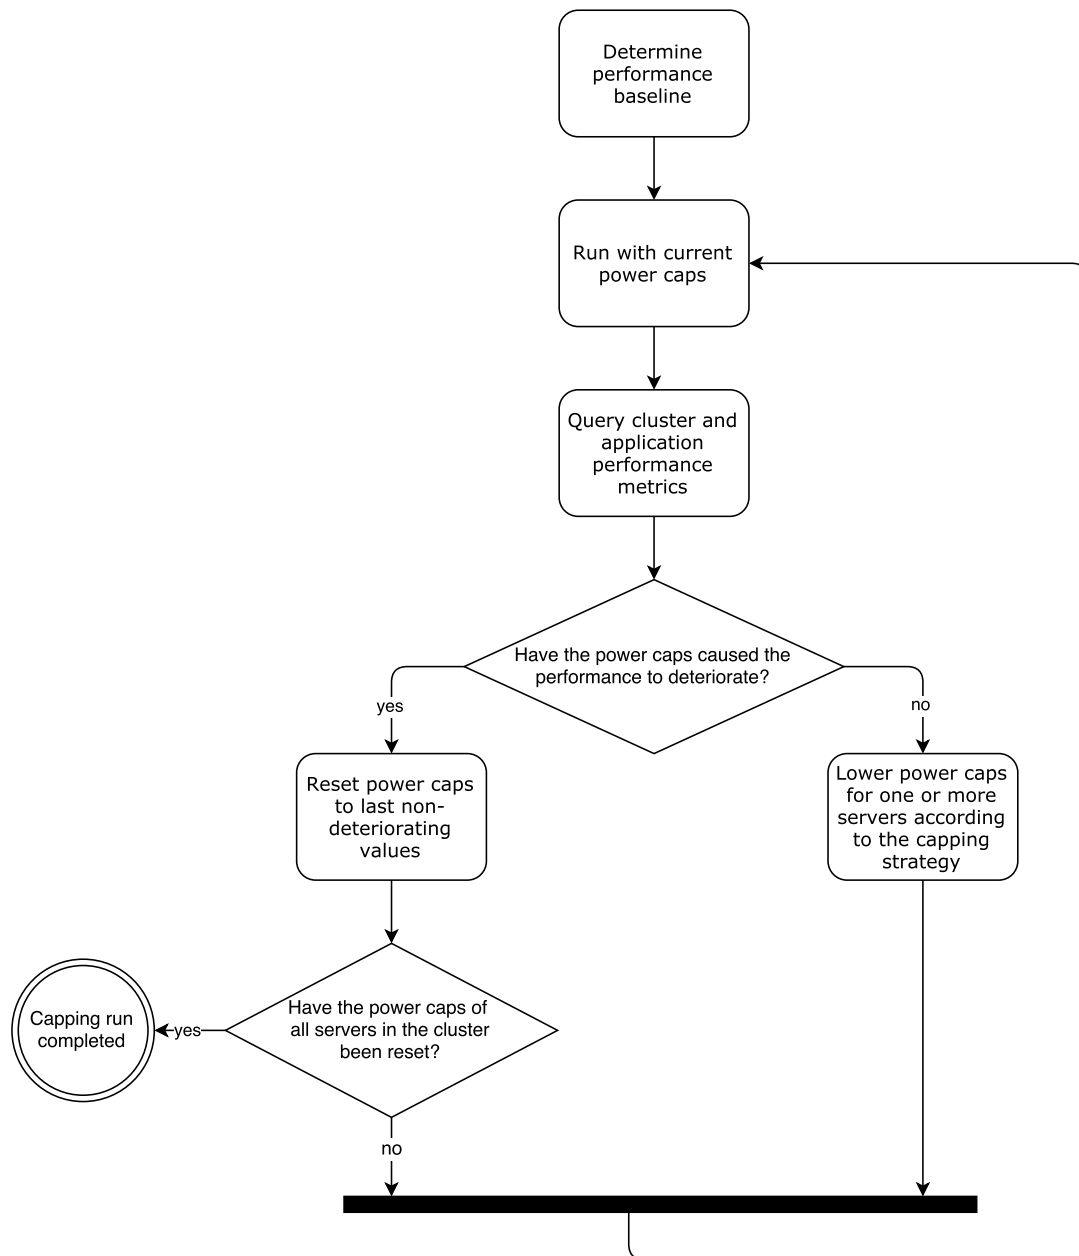 Determine
performance
baseline
Run with current
power caps
Query cluster and
application
performance
metrics
Have the power caps caused the
performance to deteriorate?
yes
no
Reset power caps
to last non-
deteriorating
values
Lower power caps
for one or more
servers according
to the capping
strategy
Have the power caps of
all servers in the cluster
been reset?
yes
Capping run
completed
no